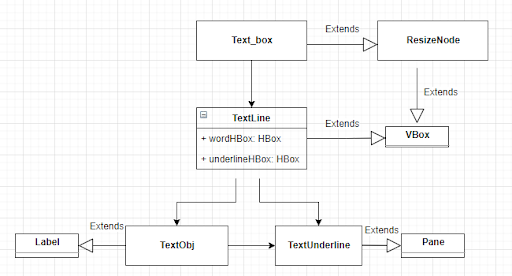 Text_box
Extends
ResizeNode
Extends
TextLine
+ wordHBox: HBox
+ underlineHBox: HBox
Extends
VBox
Label
Extends
TextObj
TextUnderline
Extends
Pane